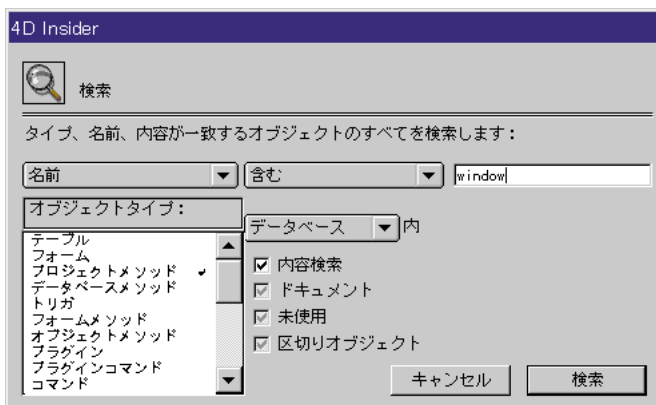 4D Insider
検索
タイプ、名前、内容が一致するオブジェクトのすべてを検索します：
名前 含む window
オブジェクトタイプ：
データベース 内
テーブル
フォーム
プロジェクトメソッド
データベースメソッド
トリガ
フォームメソッド
オブジェクトメソッド
プラグイン
プラグインコマンド
コマンド
内容検索
ドキュメント
未使用
区切りオブジェクト
キャンセル 検索